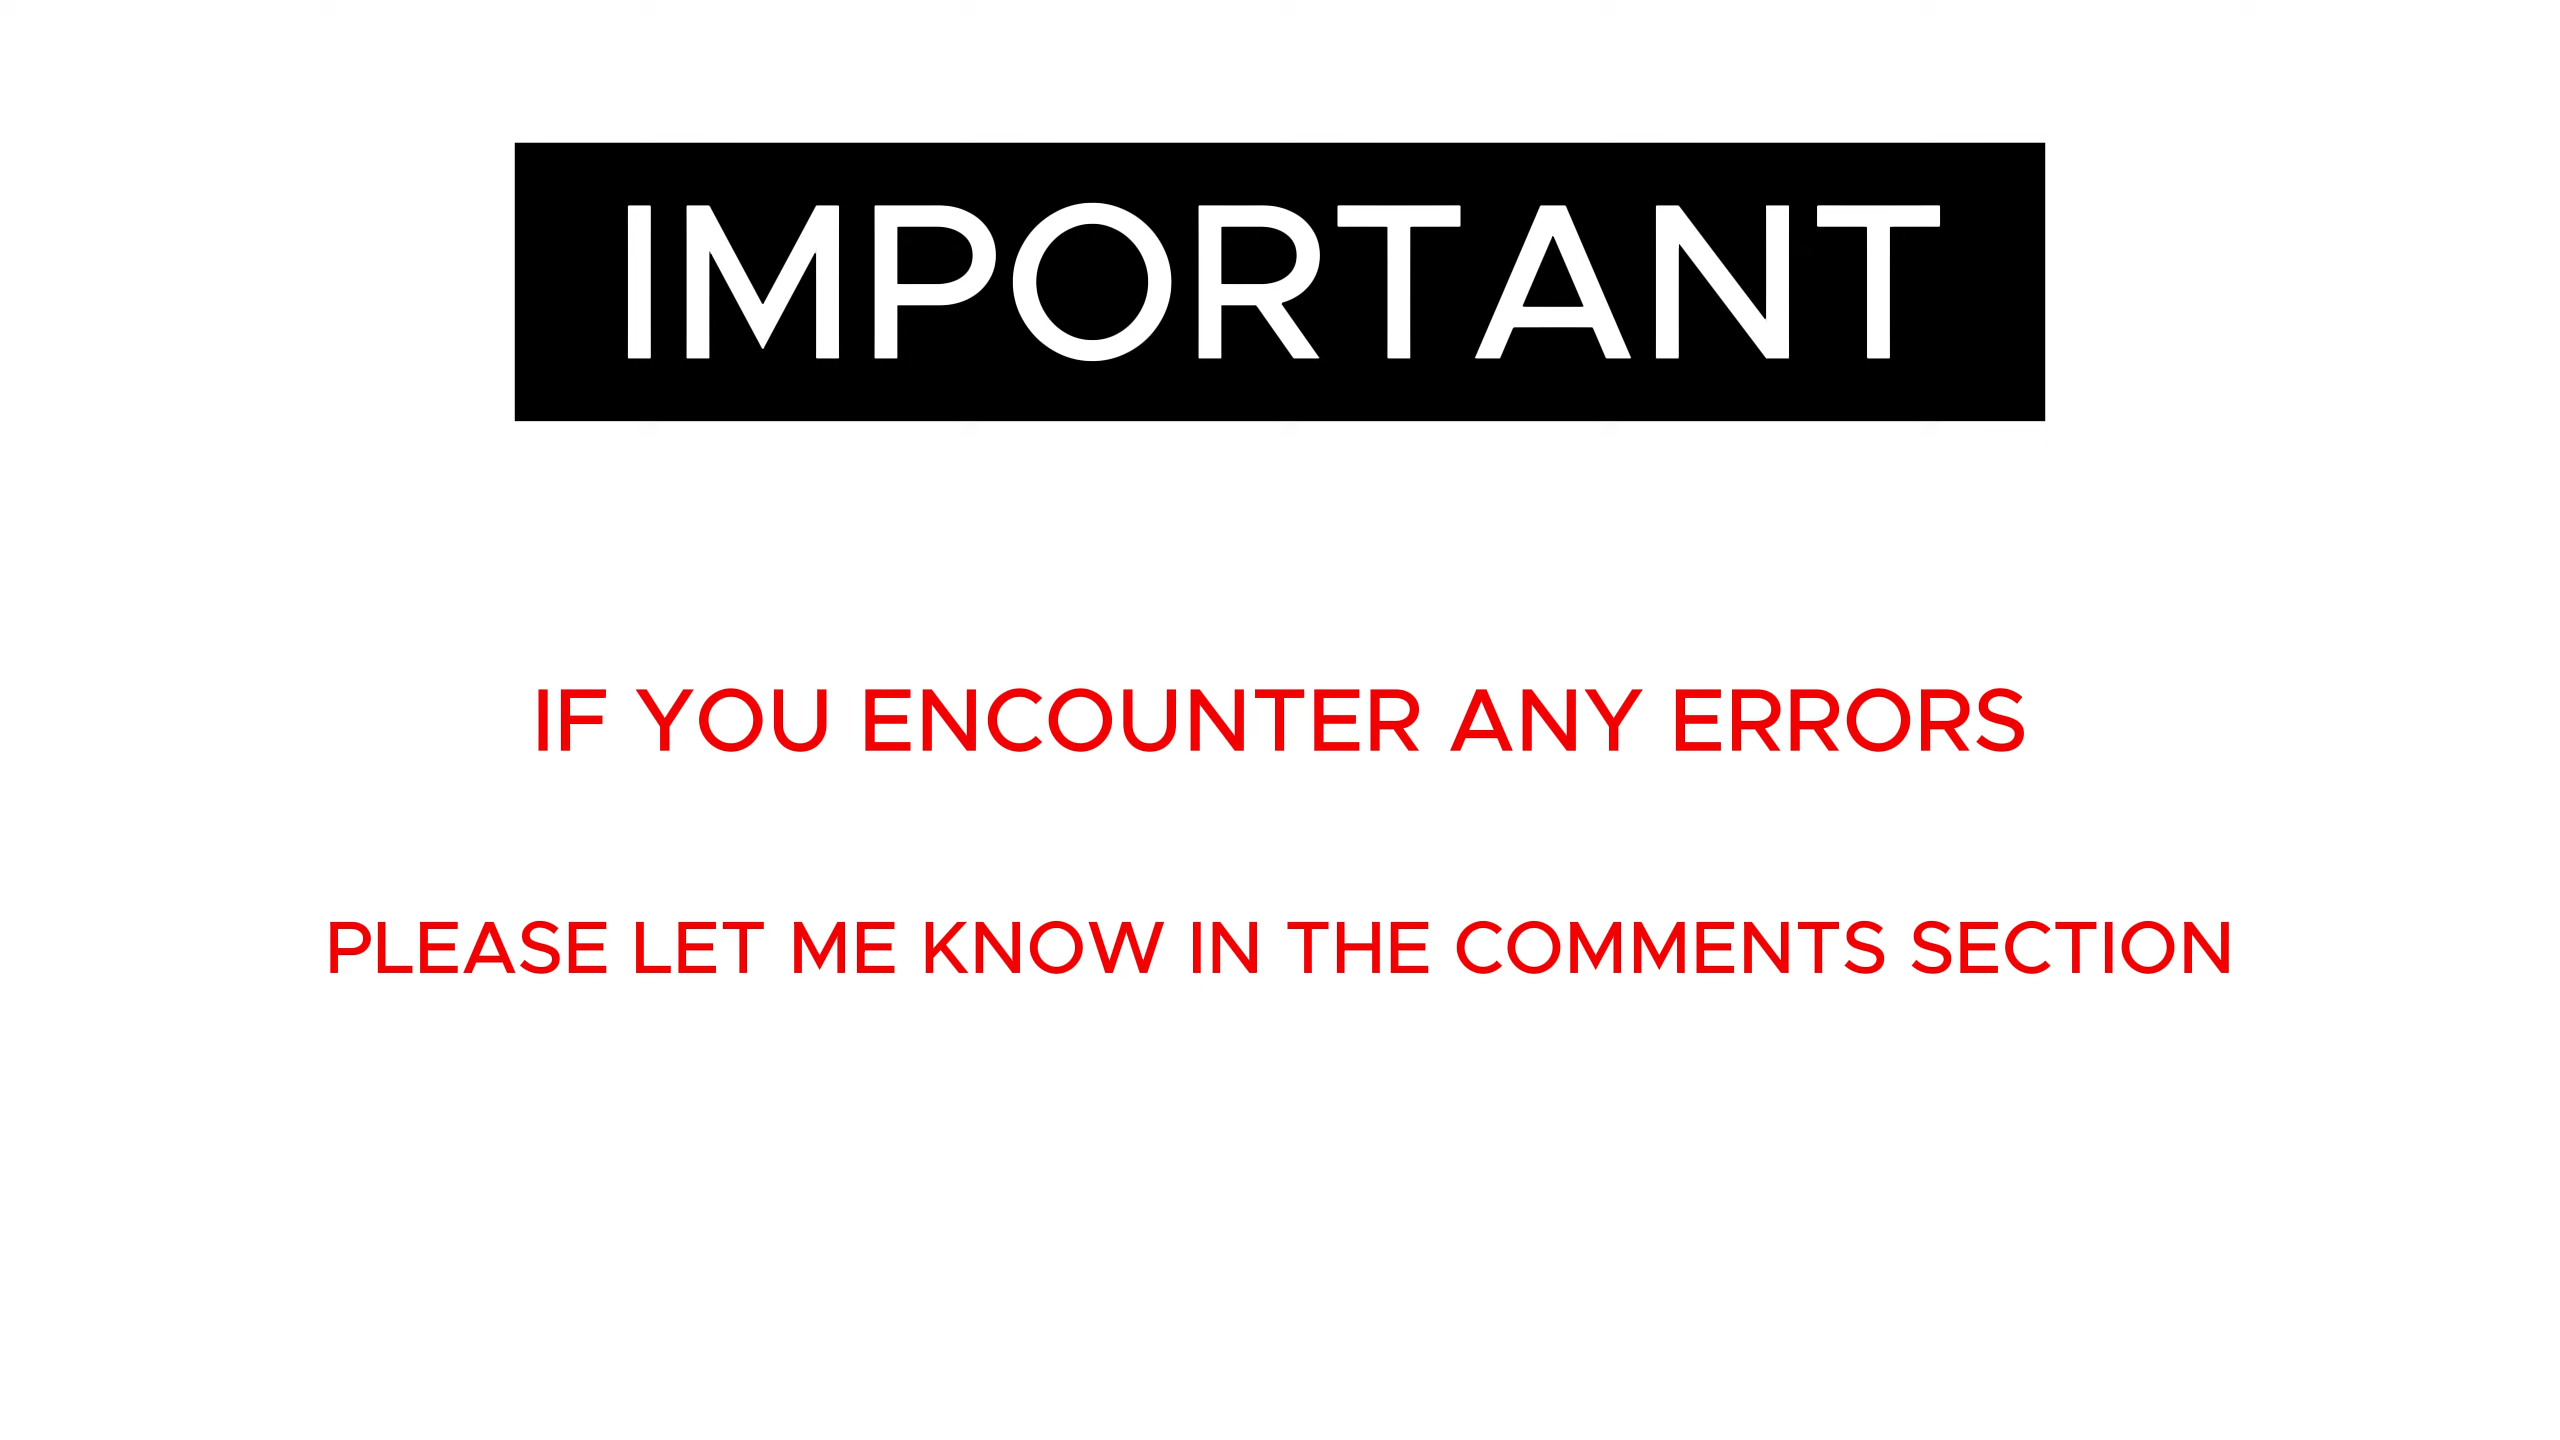 IMPORTANT
IF YOU ENCOUNTER ANY ERRORS
PLEASE LET ME KNOW IN THE COMMENTS SECTION